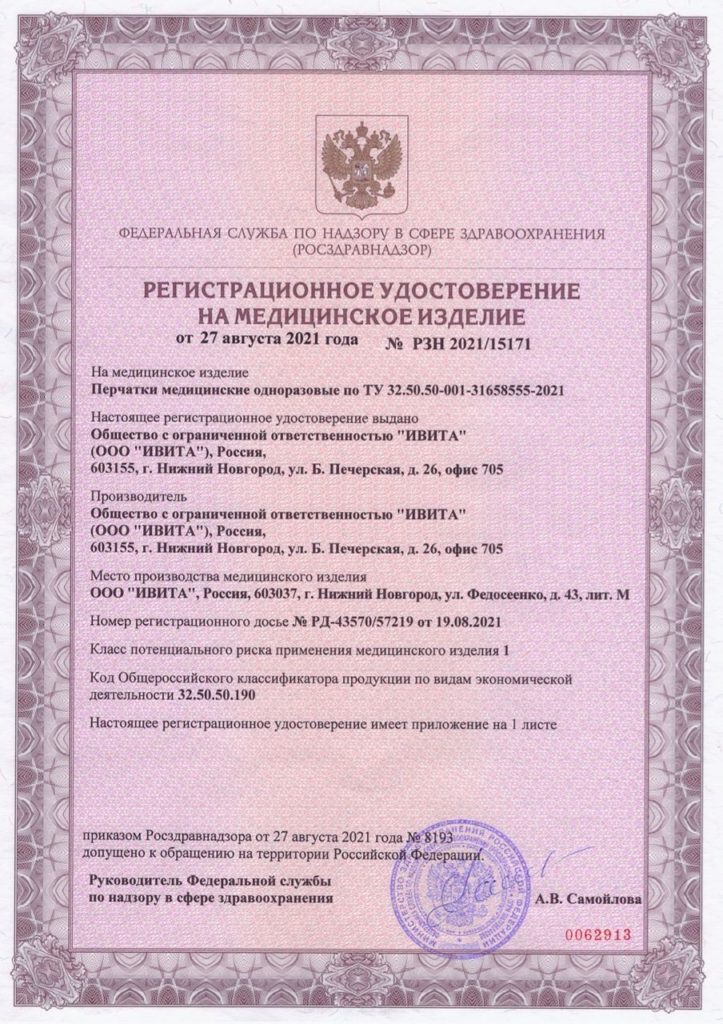 ФЕДЕРАЛЬНАЯ СЛУЖБА ПО НАДЗОРУ В СФЕРЕ ЗДРАВООХРАНЕНИЯ
(РОСЗДРАВНАДЗОР)
РЕГИСТРАЦИОННОЕ УДОСТОВЕРЕНИЕ
НА МЕДИЦИНСКОЕ ИЗДЕЛИЕ
от 27 августа 2021 года № РЗН 2021/15171
На медицинское изделие
Перчатки медицинские одноразовые по ТУ 32.50.50-001-31658555-2021
Настоящее регистрационное удостоверение выдано
Общество с ограниченной ответственностью "ИВИТА"
(ООО "ИВИТА"), Россия,
603155, г. Нижний Новгород, ул. Б. Печерская, д. 26, офис 705
Производитель
Общество с ограниченной ответственностью "ИВИТА"
(ООО "ИВИТА"), Россия,
603155, г. Нижний Новгород, ул. Б. Печерская, д. 26, офис 705
Место производства медицинского изделия
ООО "ИВИТА", Россия, 603037, г. Нижний Новгород, ул. Федосеенко, д. 43, лит. М
Номер регистрационного досье № РД-43570/57219 от 19.08.2021
Класс потенциального риска применения медицинского изделия 1
Код Общероссийского классификатора продукции по видам экономической
деятельности 32.50.50.190
Настоящее регистрационное удостоверение имеет приложение на 1 листе
приказом Росздравнадзора от 27 августа 2021 года № 8193
допущено к обращению на территории Российской Федерации.
Руководитель Федеральной службы
по надзору в сфере здравоохранения
А.В. Самойлова
0062913
МИНИСТЕРСТВО ЗДРАВООХРАНЕНИЯ РОССИЙСКОЙ ФЕДЕРАЦИИ